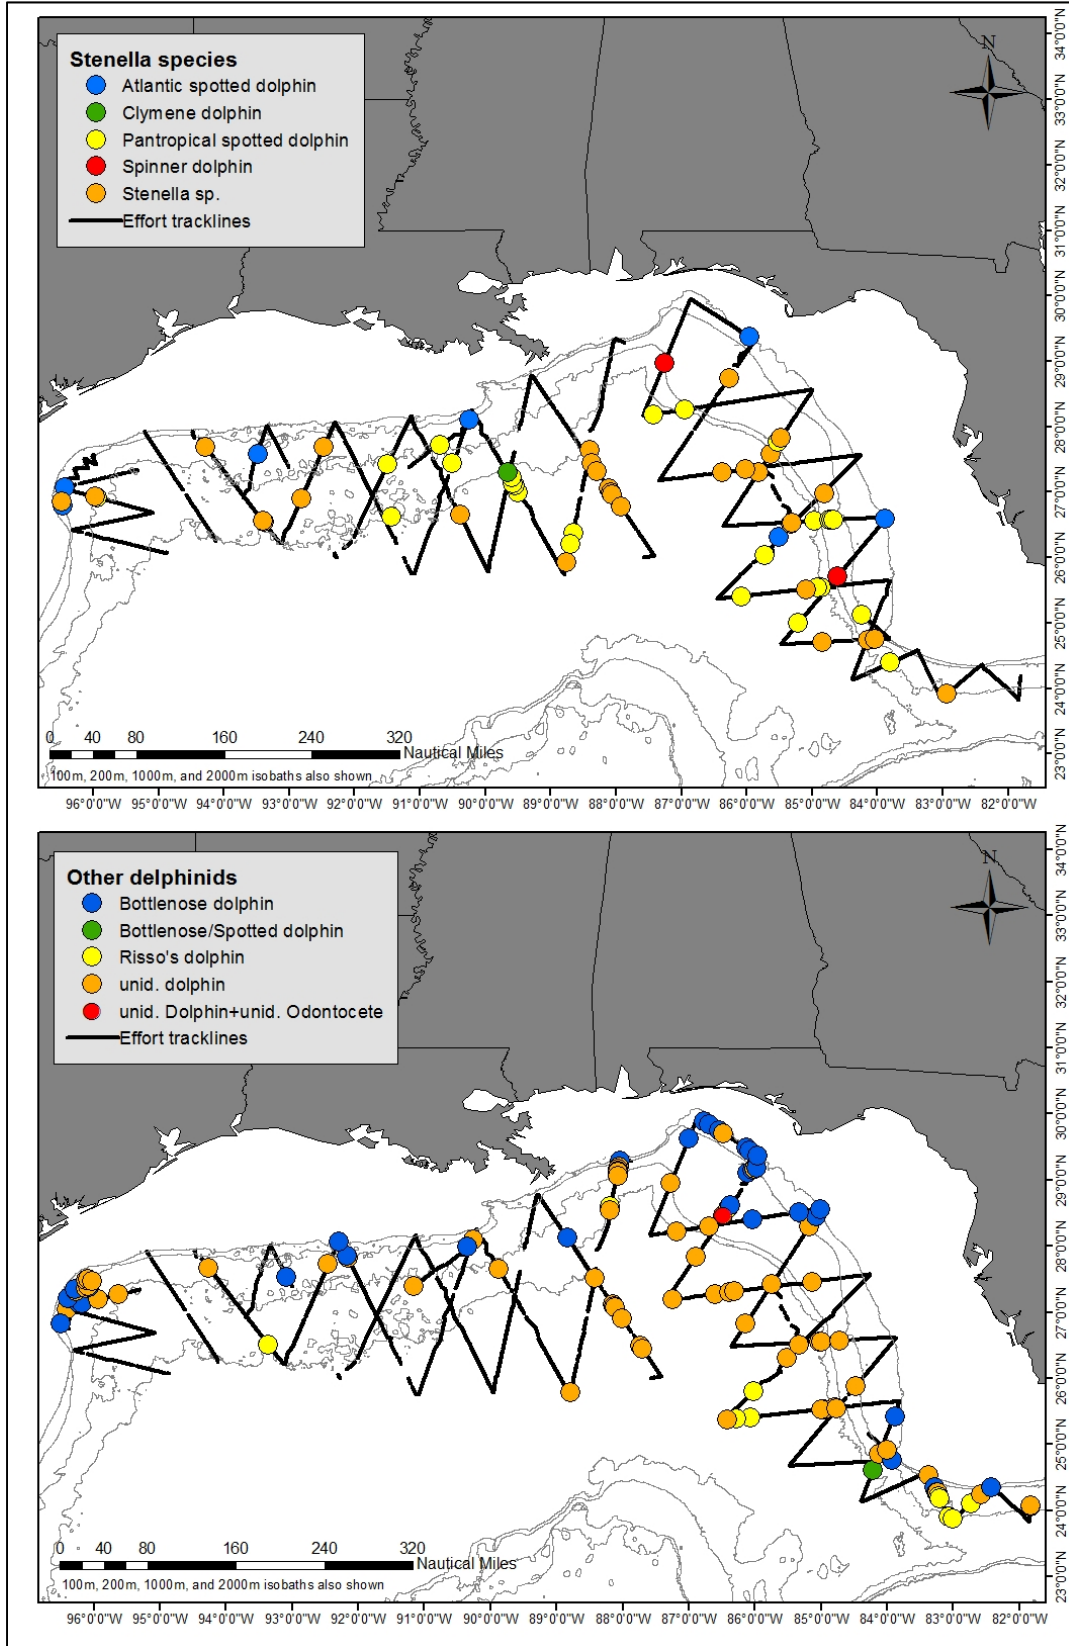 Stenella species
Atlantic spotted dolphin
Clymene dolphin
Pantropical spotted dolphin
Spinner dolphin
Stenella sp.
Effort tracklines
N
34°0'0"N
33°0'0"N
32°0'0"N
31°0'0"N
30°0'0"N
29°0'0"N
28°0'0"N
27°0'0"N
26°0'0"N
25°0'0"N
24°0'0"N
23°0'0"N
0 40 80 160 240 320
Nautical Miles
100m, 200m, 1000m, and 2000m isobaths also shown
96°0'0"W 95°0'0"W 94°0'0"W 93°0'0"W 92°0'0"W 91°0'0"W 90°0'0"W 89°0'0"W 88°0'0"W 87°0'0"W 86°0'0"W 85°0'0"W 84°0'0"W 83°0'0"W 82°0'0"W
Other delphinids
Bottlenose dolphin
Bottlenose/Spotted dolphin
Risso's dolphin
unid. dolphin
unid. Dolphin+unid. Odontocete
Effort tracklines
N
34°0'0"N
33°0'0"N
32°0'0"N
31°0'0"N
30°0'0"N
29°0'0"N
28°0'0"N
27°0'0"N
26°0'0"N
25°0'0"N
24°0'0"N
23°0'0"N
0 40 80 160 240 320
Nautical Miles
100m, 200m, 1000m, and 2000m isobaths also shown
96°0'0"W 95°0'0"W 94°0'0"W 93°0'0"W 92°0'0"W 91°0'0"W 90°0'0"W 89°0'0"W 88°0'0"W 87°0'0"W 86°0'0"W 85°0'0"W 84°0'0"W 83°0'0"W 82°0'0"W